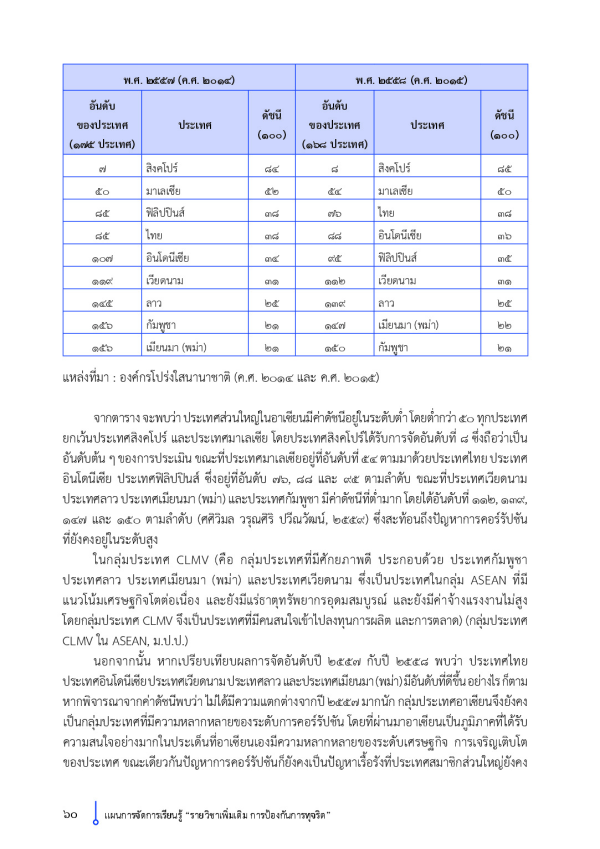 พ.ศ. ๒๕๕๗ (ค.ศ. ๒๐๑๔) พ.ศ. ๒๕๕๘ (ค.ศ. ๒๐๑๕)
อันดับของประเทศ (๑๗๕ ประเทศ) ประเทศ ดัชนี (๑๐๐) อันดับของประเทศ (๑๖๘ ประเทศ) ประเทศ ดัชนี (๑๐๐)
๗ สิงคโปร์ ๘๔ ๘ สิงคโปร์ ๘๕
๕๐ มาเลเซีย ๕๒ ๕๔ มาเลเซีย ๕๐
๘๕ ฟิลิปปินส์ ๓๘ ๗๖ ไทย ๓๘
๘๕ ไทย ๓๘ ๘๘ อินโดนีเซีย ๓๖
๑๐๗ อินโดนีเซีย ๓๔ ๙๕ ฟิลิปปินส์ ๓๕
๑๑๙ เวียดนาม ๓๑ ๑๑๒ เวียดนาม ๓๑
๑๔๕ ลาว ๒๕ ๑๓๙ ลาว ๒๕
๑๕๖ กัมพูชา ๒๑ ๑๔๗ เมียนมา (พม่า) ๒๒
๑๕๖ เมียนมา (พม่า) ๒๑ ๑๕๐ กัมพูชา ๒๑
แหล่งที่มา : องค์กรโปร่งใสนานาชาติ (ค.ศ. ๒๐๑๔ และ ค.ศ. ๒๐๑๕)
จากตาราง จะพบว่า ประเทศส่วนใหญ่ในอาเซียนมีค่าดัชนีอยู่ในระดับต่ำ โดยต่ำกว่า ๕๐ ทุกประเทศ
ยกเว้นประเทศสิงคโปร์ และประเทศมาเลเซีย โดยประเทศสิงคโปร์ได้รับการจัดอันดับที่ ๘ ซึ่งถือว่าเป็น
อันดับต้น ๆ ของการประเมิน ขณะที่ประเทศมาเลเซียอยู่ที่อันดับที่ ๕๔ ตามมาด้วยประเทศไทย ประเทศ
อินโดนีเซีย ประเทศฟิลิปปินส์ ซึ่งอยู่ที่อันดับ ๗๖, ๘๘ และ ๙๕ ตามลำดับ ขณะที่ประเทศเวียดนาม
ประเทศลาว ประเทศเมียนมา (พม่า) และประเทศกัมพูชา มีค่าดัชนีที่ต่ำมาก โดยได้อันดับที่ ๑๑๒, ๑๓๙,
๑๔๗ และ ๑๕๐ ตามลำดับ (ศศิวิมล วรุณศิริ ปวีณวัฒน์, ๒๕๕๙) ซึ่งสะท้อนถึงปัญหาการคอร์รัปชัน
ที่ยังคงอยู่ในระดับสูง
ในกลุ่มประเทศ CLMV (คือ กลุ่มประเทศที่มีศักยภาพดี ประกอบด้วย ประเทศกัมพูชา
ประเทศลาว ประเทศเมียนมา (พม่า) และประเทศเวียดนาม ซึ่งเป็นประเทศในกลุ่ม ASEAN ที่มี
แนวโน้มเศรษฐกิจโตต่อเนื่อง และยังมีแร่ธาตุทรัพยากรอุดมสมบูรณ์ และยังมีค่าจ้างแรงงานไม่สูง
โดยกลุ่มประเทศ CLMV จึงเป็นประเทศที่มีคนสนใจเข้าไปลงทุนการผลิต และการตลาด) (กลุ่มประเทศ
CLMV ใน ASEAN, ม.ป.ป.)
นอกจากนั้น หากเปรียบเทียบผลการจัดอันดับปี ๒๕๕๗ กับปี ๒๕๕๘ พบว่า ประเทศไทย
ประเทศอินโดนีเซีย ประเทศเวียดนาม ประเทศลาว และประเทศเมียนมา (พม่า) มีอันดับที่ดีขึ้น อย่างไร ก็ตาม
หากพิจารณาจากค่าดัชนีพบว่า ไม่ได้มีความแตกต่างจากปี ๒๕๕๗ มากนัก กลุ่มประเทศอาเซียนจึงยังคง
เป็นกลุ่มประเทศที่มีความหลากหลายของระดับการคอร์รัปชัน โดยที่ผ่านมาอาเซียนเป็นภูมิภาคที่ได้รับ
ความสนใจอย่างมากในประเด็นที่อาเซียนเองมีความหลากหลายของระดับเศรษฐกิจ การเจริญเติบโต
ของประเทศ ขณะเดียวกันปัญหาการคอร์รัปชันก็ยังคงเป็นปัญหาเรื้อรังที่ประเทศสมาชิกส่วนใหญ่ยังคง
๖๐ แผนการจัดการเรียนรู้ “รายวิชาเพิ่มเติม การป้องกันการทุจริต”